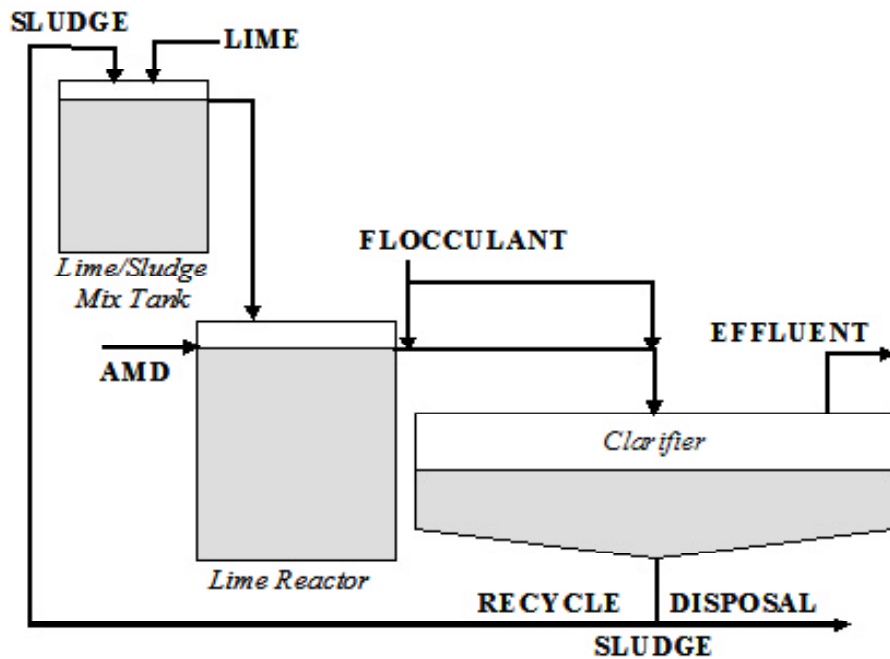 SLUDGE
LIME
Lime/Sludge
Mix Tank
FLOCCULANT
AMD
EFFLUENT
Clarifier
Lime Reactor
RECYCLE
DISPOSAL
SLUDGE